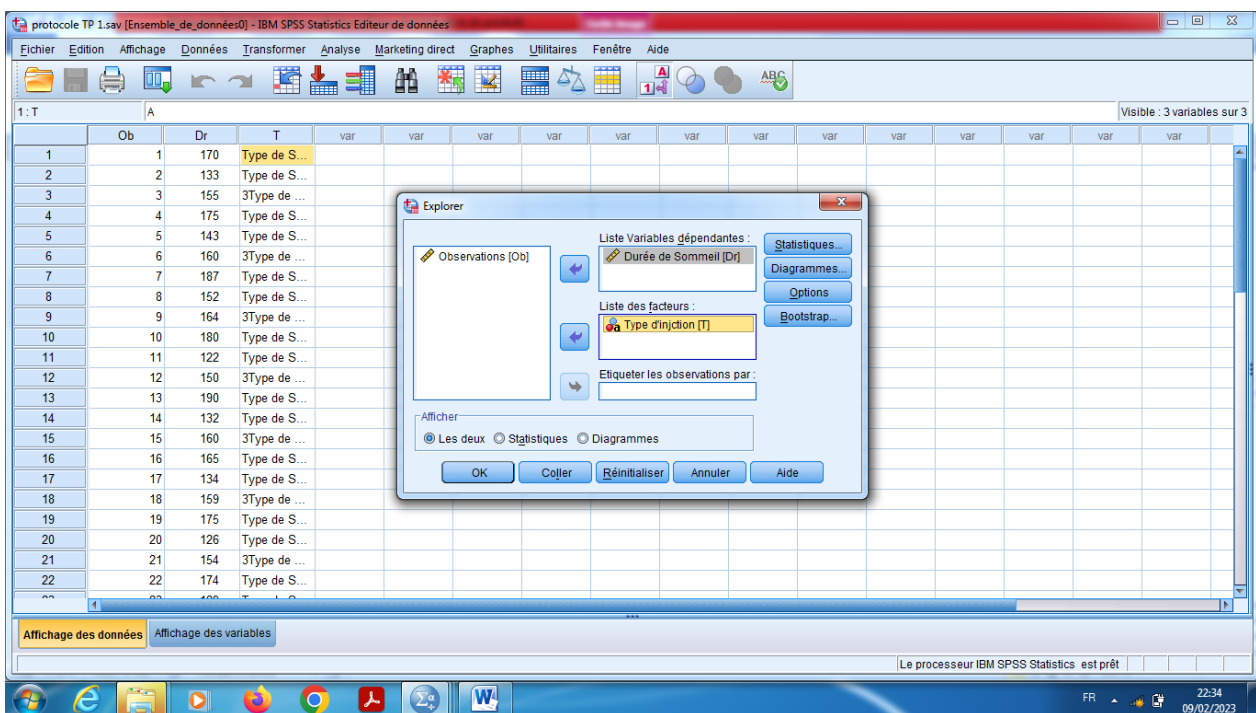 protocole TP 1.sav [Ensemble_de_données0] - IBM SPSS Statistics Editeur de données
Fichier Edition Affichage Données Transformer Analyse Marketing direct Graphes Utilitaires Fenêtre Aide
1 : T A Visible : 3 variables sur 3
Ob Dr T var var var var var var var var var var var var var
1 1 170 Type de S...
2 2 133 Type de S...
3 3 155 3Type de ...
4 4 175 Type de S...
5 5 143 Type de S...
6 6 160 3Type de ...
7 7 187 Type de S...
8 8 152 Type de S...
9 9 164 3Type de ...
10 10 180 Type de S...
11 11 122 Type de S...
12 12 150 3Type de ...
13 13 190 Type de S...
14 14 132 Type de S...
15 15 160 3Type de ...
16 16 165 Type de S...
17 17 134 Type de S...
18 18 159 3Type de ...
19 19 175 Type de S...
20 20 126 Type de S...
21 21 154 3Type de ...
22 22 174 Type de S...
Explorer
Observations [Ob]
Liste Variables dépendantes :
Durée de Sommeil [Dr]
Liste des facteurs :
Type d'injction [T]
Etiqueter les observations par :
Statistiques...
Diagrammes...
Options
Bootstrap...
Afficher
Les deux Statistiques Diagrammes
OK Coller Réinitialiser Annuler Aide
Affichage des données Affichage des variables
Le processeur IBM SPSS Statistics est prêt
FR 22:34
09/02/2023